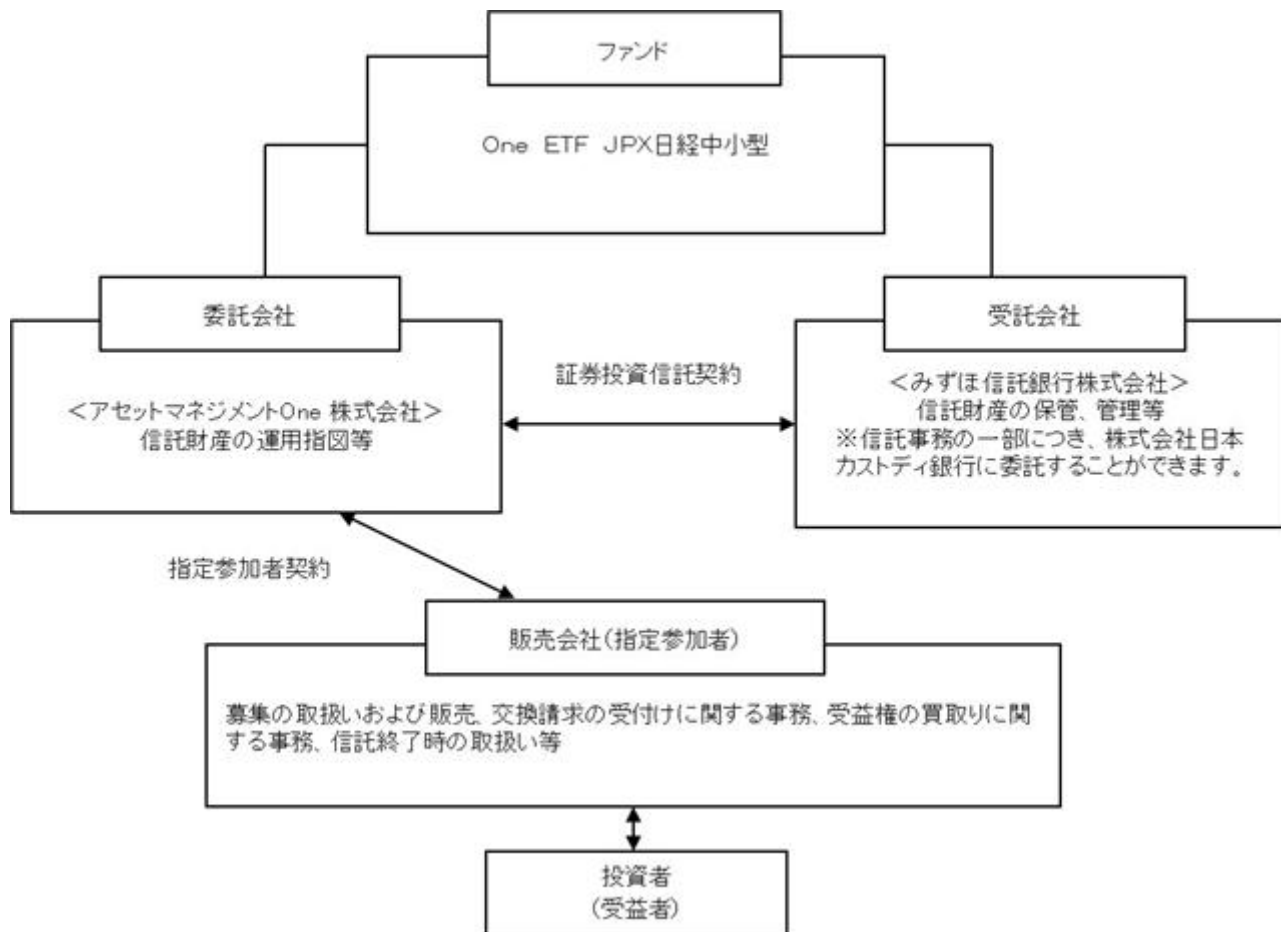 ファンド
One ETF JPX日経中小型
委託会社
<アセットマネジメントOne 株式会社>
信託財産の運用指図等
証券投資信託契約
受託会社
<みずほ信託銀行株式会社>
信託財産の保管、管理等
※信託事務の一部につき、株式会社日本
カストディ銀行に委託することができます。
指定参加者契約
販売会社(指定参加者)
募集の取扱いおよび販売、交換請求の受付けに関する事務、受益権の買取りに関
する事務、信託終了時の取扱い等
投資者
(受益者)